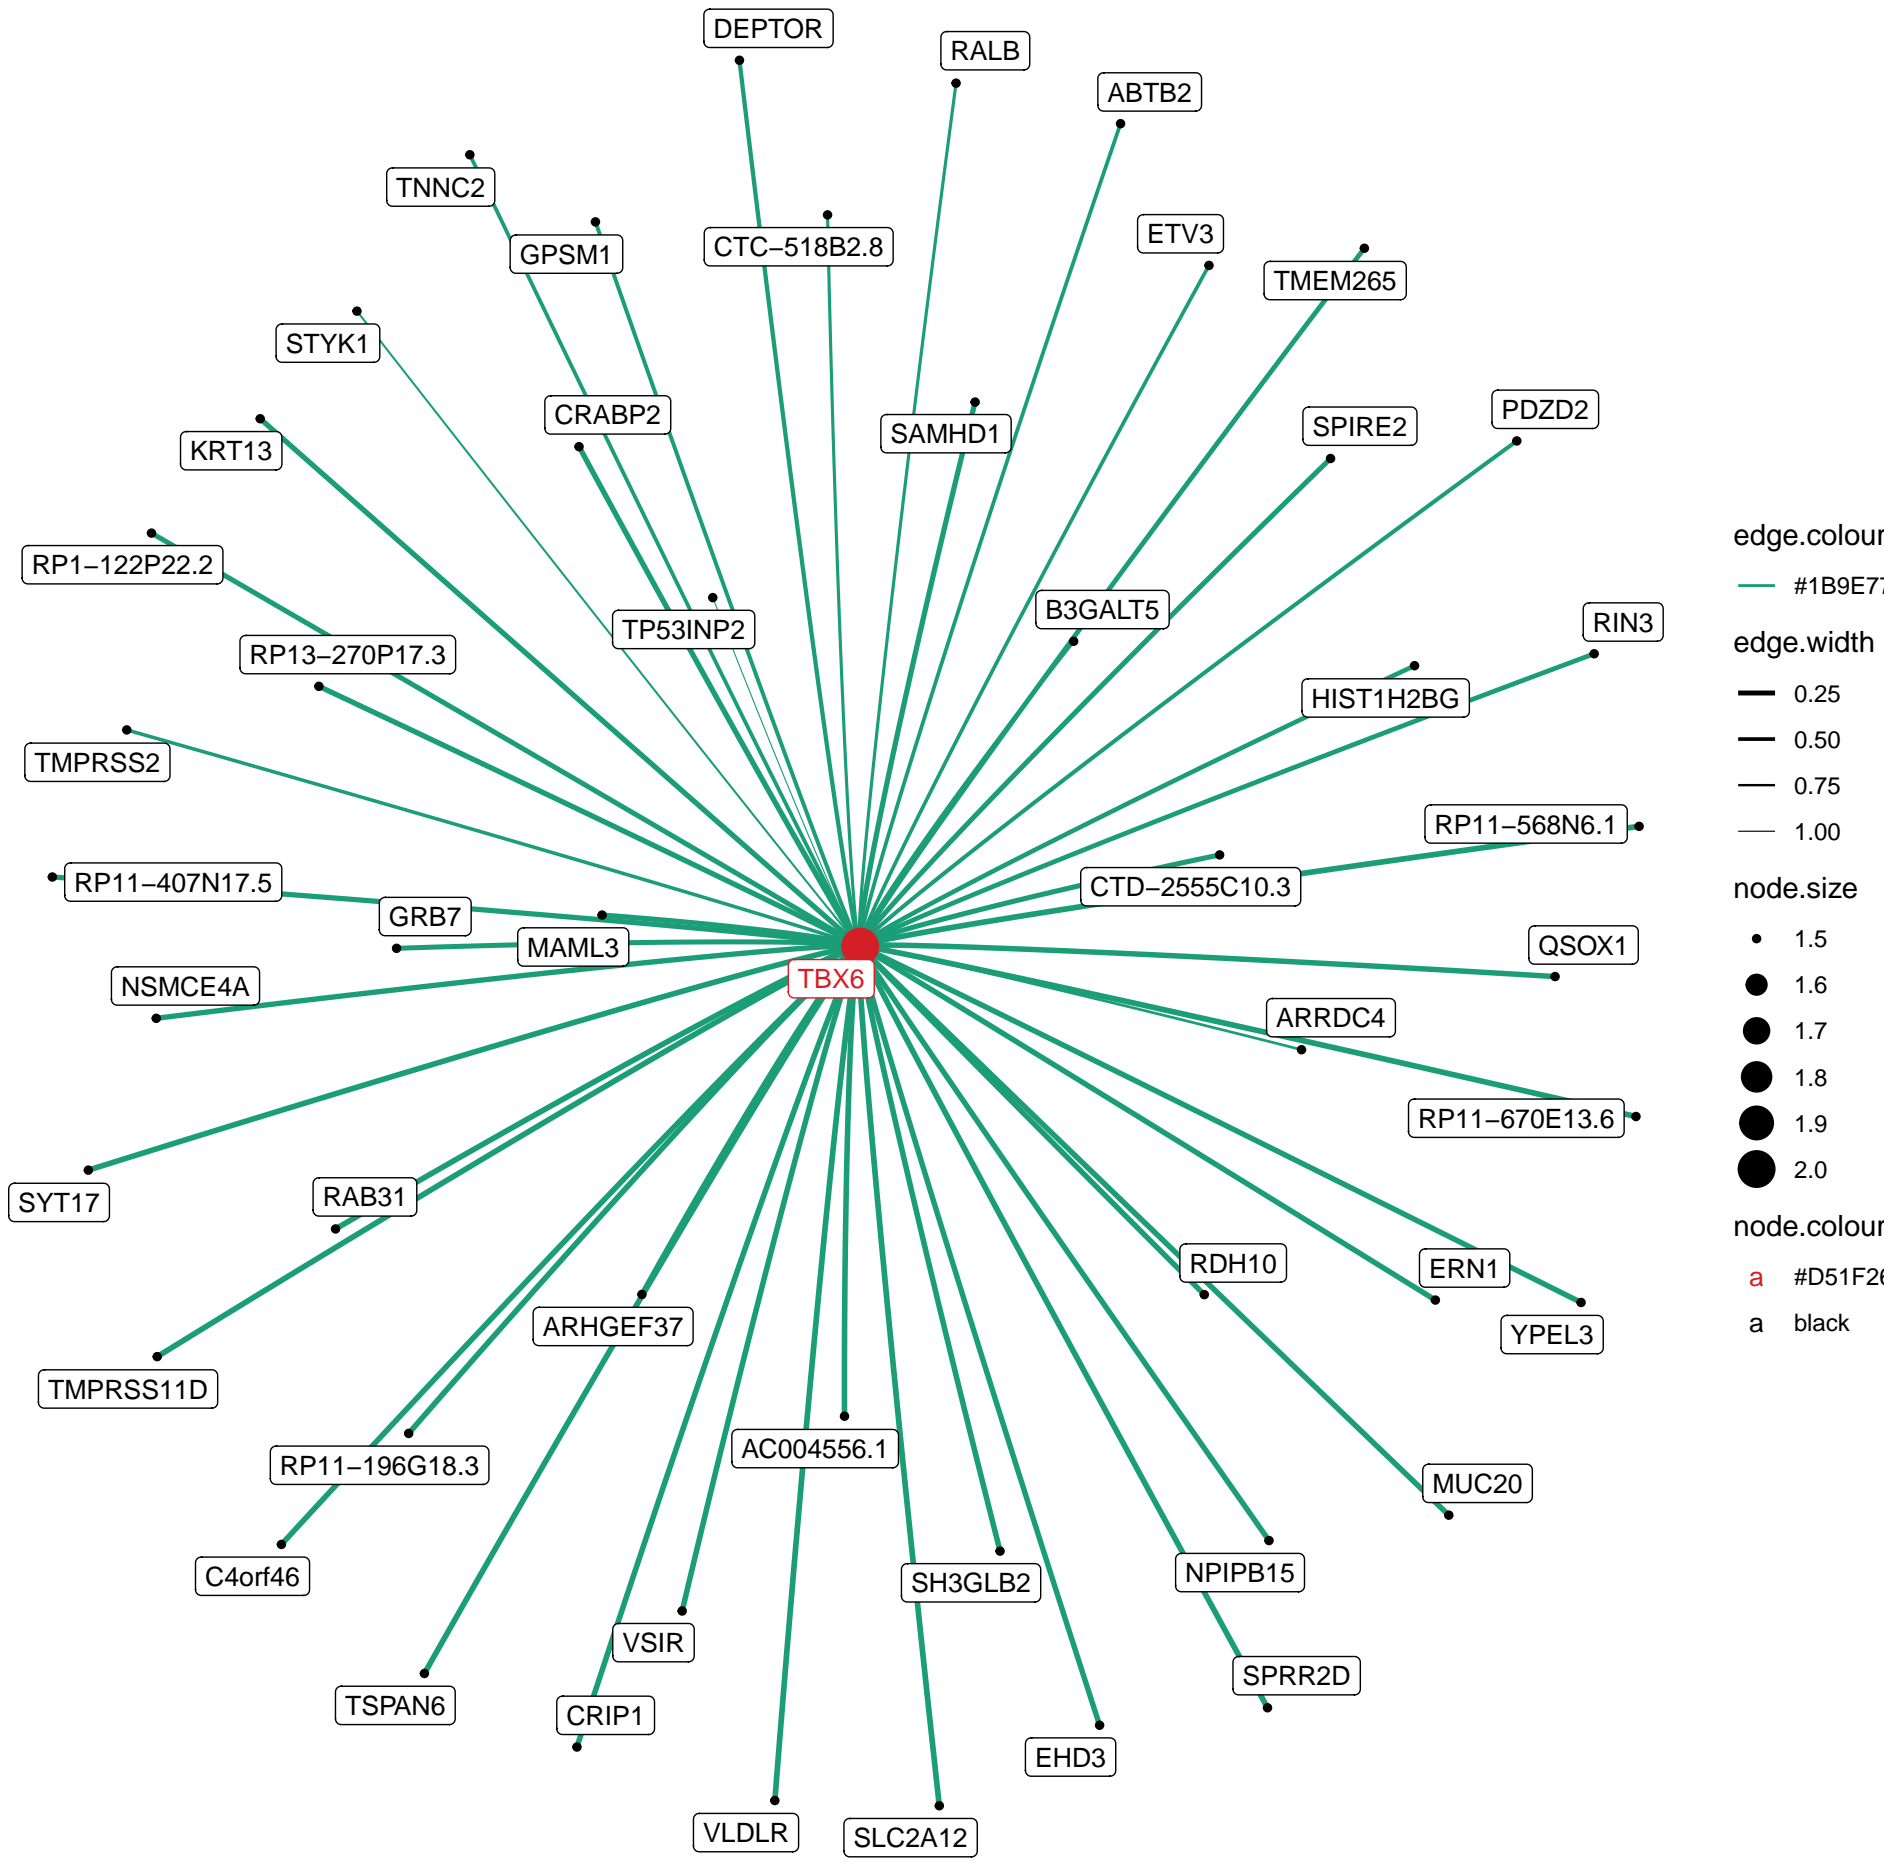 DEPTOR
RALB
ABTB2
TNNC2
GPSM1
CTC−518B2.8
ETV3
TMEM265
STYK1
CRABP2
SAMHD1
SPIRE2
PDZD2
KRT13
RP1−122P22.2
TP53INP2
B3GALT5
RIN3
RP13−270P17.3
HIST1H2BG
TMPRSS2
RP11−568N6.1
RP11−407N17.5
CTD−2555C10.3
GRB7
MAML3
QSOX1
TBX6
NSMCE4A
ARRDC4
RP11−670E13.6
SYT17
RAB31
RDH10
ERN1
ARHGEF37
YPEL3
TMPRSS11D
AC004556.1
RP11−196G18.3
MUC20
C4orf46
SH3GLB2
NPIPB15
VSIR
SPRR2D
TSPAN6
CRIP1
EHD3
VLDLR
SLC2A12
edge.colour
#1B9E77
edge.width
0.25
0.50
0.75
1.00
node.size
1.5
1.6
1.7
1.8
1.9
2.0
node.colour
a #D51F26
a black